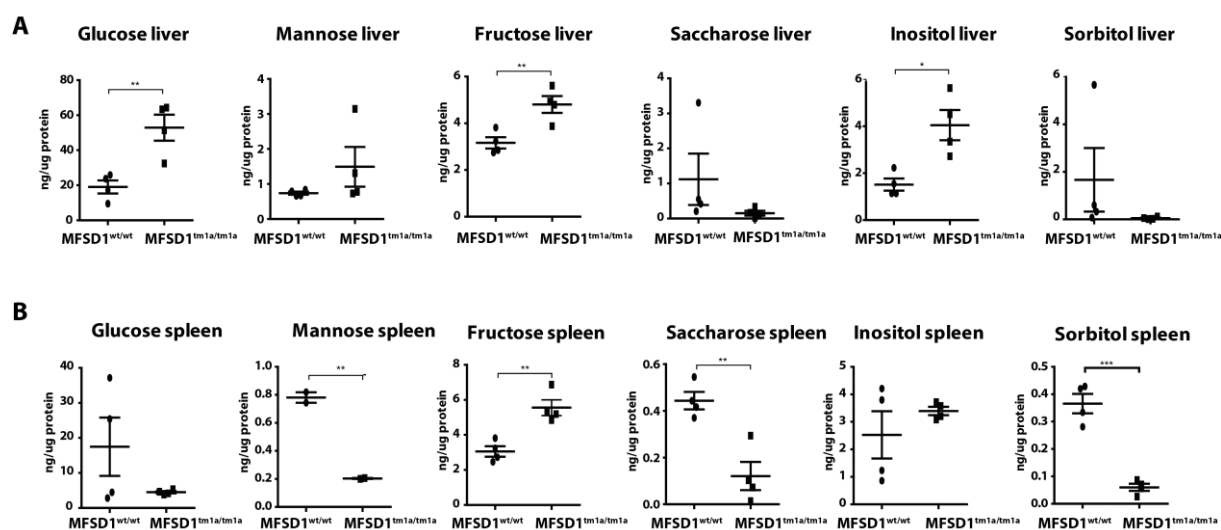 A
Glucose liver Mannose liver Fructose liver Saccharose liver Inositol liver Sorbitol liver
ng/ug protein 80 60 40 20 0 **
MFSD1wt/wt MFSD1tm1a/tm1a
ng/ug protein 4 3 2 1 0
MFSD1wt/wt MFSD1tm1a/tm1a
ng/ug protein 6 4 2 0 **
MFSD1wt/wt MFSD1tm1a/tm1a
ng/ug protein 4 3 2 1 0
MFSD1wt/wt MFSD1tm1a/tm1a
ng/ug protein 6 4 2 0 *
MFSD1wt/wt MFSD1tm1a/tm1a
ng/ug protein 6 4 2 0
MFSD1wt/wt MFSD1tm1a/tm1a
B
Glucose spleen Mannose spleen Fructose spleen Saccharose spleen Inositol spleen Sorbitol spleen
ng/ug protein 40 30 20 10 0
MFSD1wt/wt MFSD1tm1a/tm1a
ng/ug protein 1.0 0.8 0.6 0.4 0.2 0.0 **
MFSD1wt/wt MFSD1tm1a/tm1a
ng/ug protein 8 6 4 2 0 **
MFSD1wt/wt MFSD1tm1a/tm1a
ng/ug protein 0.6 0.4 0.2 0.0 **
MFSD1wt/wt MFSD1tm1a/tm1a
ng/ug protein 5 4 3 2 1 0
MFSD1wt/wt MFSD1tm1a/tm1a
ng/ug protein 0.5 0.4 0.3 0.2 0.1 0.0 ***
MFSD1wt/wt MFSD1tm1a/tm1a